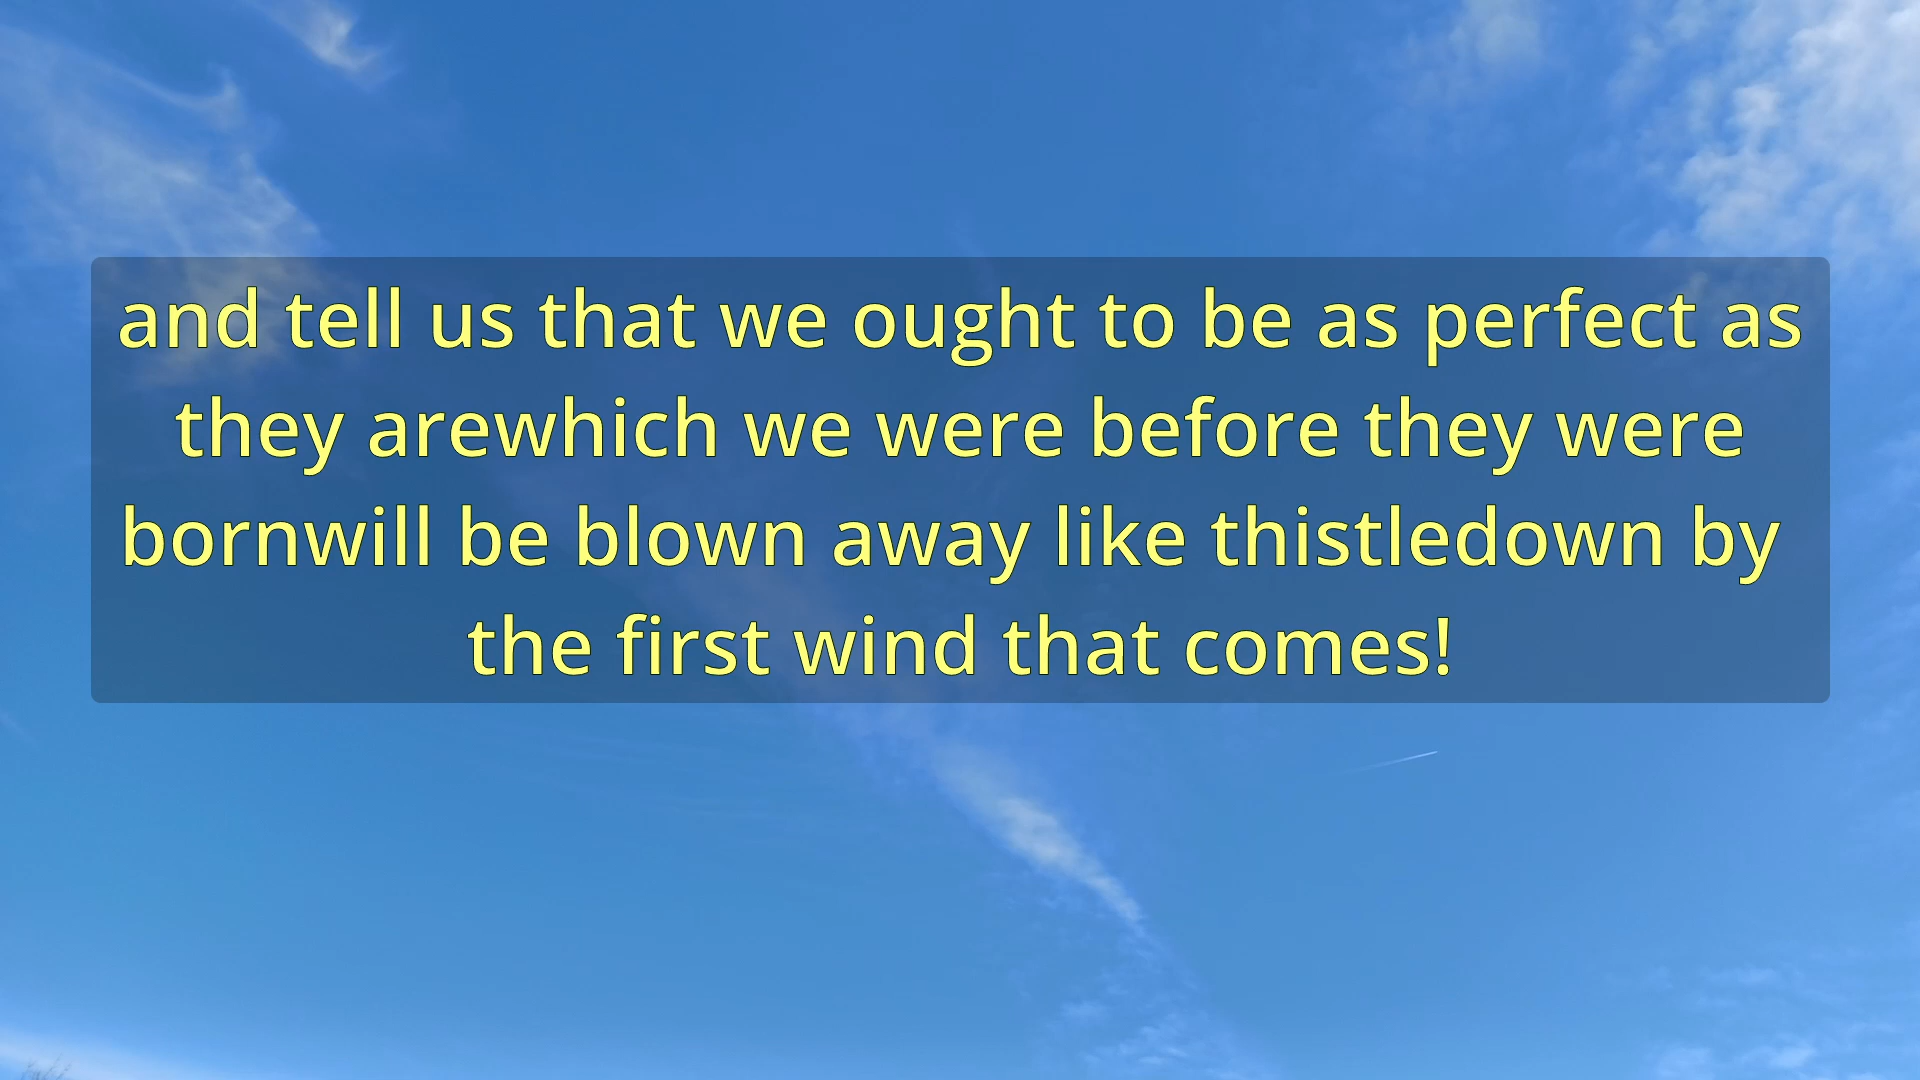 and tell us that we ought to be as perfect as
they arewhich we were before they were
bornwill be blown away like thistledown by
the first wind that comes!